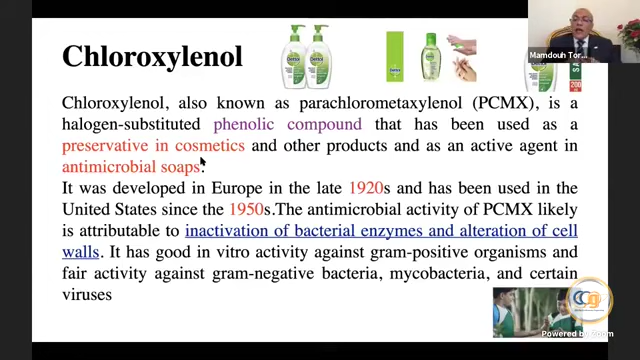 Chloroxylenol
Mamdouh Tor...
Dettol
Dettol
Chloroxylenol, also known as parachlorometaxylenol (PCMX), is a
halogen-substituted phenolic compound that has been used as a
preservative in cosmetics and other products and as an active agent in
antimicrobial soaps.
It was developed in Europe in the late 1920s and has been used in the
United States since the 1950s.The antimicrobial activity of PCMX likely
is attributable to inactivation of bacterial enzymes and alteration of cell
walls. It has good in vitro activity against gram-positive organisms and
fair activity against gram-negative bacteria, mycobacteria, and certain
viruses
Powered by Zoom